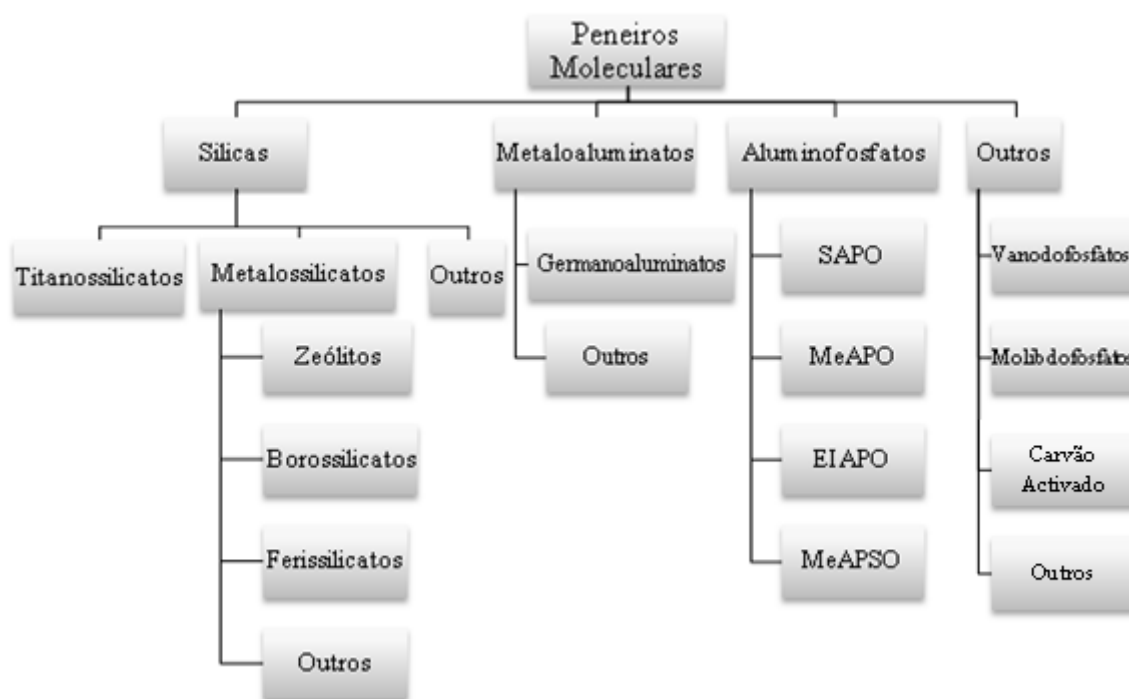 Peneiros
Moleculares
Silicas
Metaloaluminatos
Aluminofosfatos
Outros
Titanossilicatos
Metalossilicatos
Outros
Zeólitos
Borossilicatos
Ferissilicatos
Outros
Germanoaluminatos
Outros
SAPO
MeAPO
EIAPO
MeAPSO
Vanodofosfatos
Molibdofosfatos
Carvão
Activado
Outros